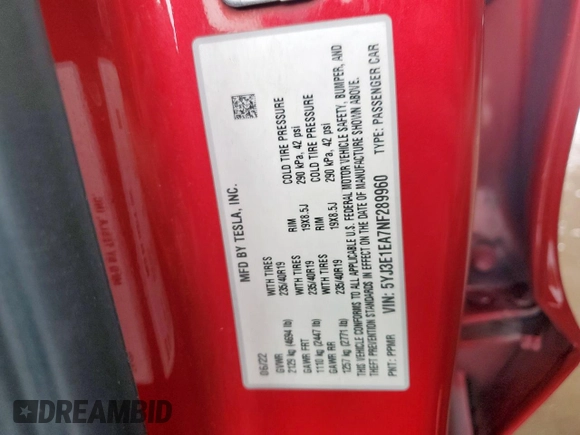 MFD BY TESLA, INC.
06/22
GVWR WITH TIRES RIM COLD TIRE PRESSURE
2129 kg (4694 lb) 235/40R19 19X8.5J 290 kPa, 42 psi
GAWR FRT WITH TIRES RIM COLD TIRE PRESSURE
1110 kg (2447 lb) 235/40R19 19X8.5J 290 kPa, 42 psi
GAWR RR
1257 kg (2771 lb)
THIS VEHICLE CONFORMS TO ALL APPLICABLE U.S. FEDERAL MOTOR VEHICLE SAFETY, BUMPER, AND
THEFT PREVENTION STANDARDS IN EFFECT ON THE DATE OF MANUFACTURE SHOWN ABOVE.
VIN: 5YJ3E1EA7NF289960
PNT: PPMR TYPE: PASSENGER CAR
DREAMBID